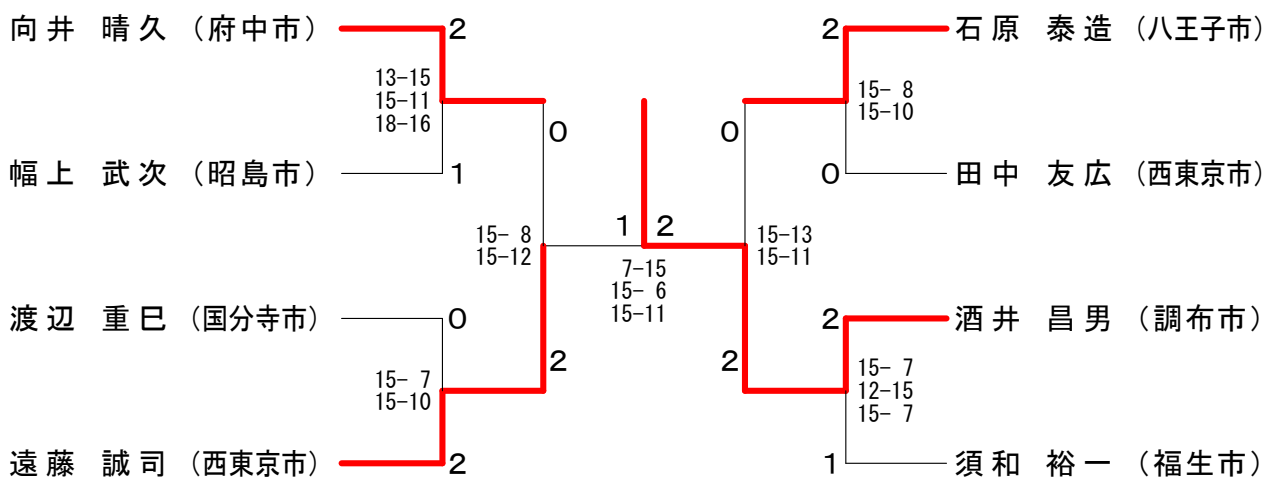 向井 晴久 (府中市) 2
2 石原 泰造 (八王子市)
13-15
15-11
18-16
15- 8
15-10
0
0
幅上 武次 (昭島市) 1
0 田中 友広 (西東京市)
15- 8
15-12
1 2
7-15
15- 6
15-11
15-13
15-11
渡辺 重巳 (国分寺市) 0
2 酒井 昌男 (調布市)
2
2
15- 7
15-10
15- 7
12-15
15- 7
遠藤 誠司 (西東京市) 2
1 須和 裕一 (福生市)